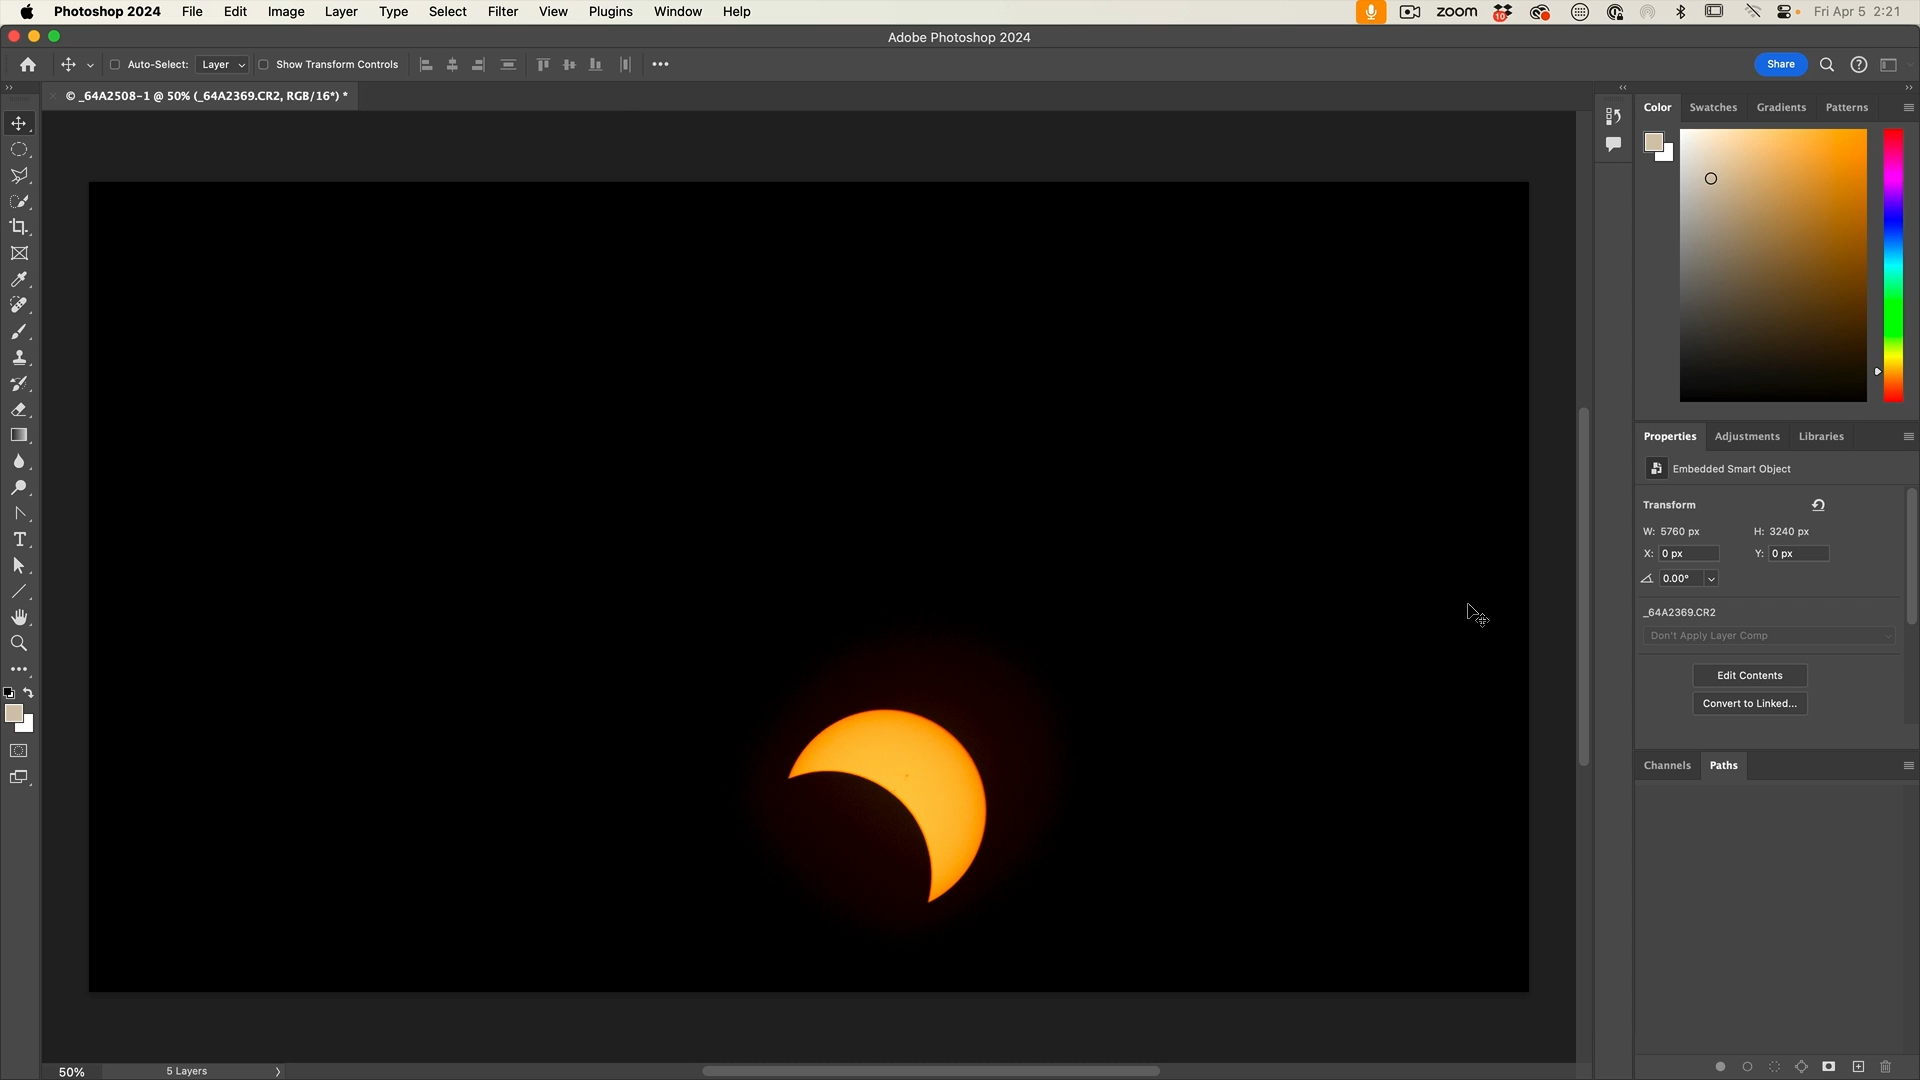 Photoshop 2024 File Edit Image Layer Type Select Filter View Plugins Window Help zoom 10 Fri Apr 5 2:21
Adobe Photoshop 2024
Auto-Select: Layer Show Transform Controls Share
© _64A2508-1 @ 50% (_64A2369.CR2, RGB/16*) *
Color Swatches Gradients Patterns
Properties Adjustments Libraries
Embedded Smart Object
Transform
W: 5760 px H: 3240 px
X: 0 px Y: 0 px
0.00°
_64A2369.CR2
Don't Apply Layer Comp
Edit Contents
Convert to Linked...
Channels Paths
50% 5 Layers